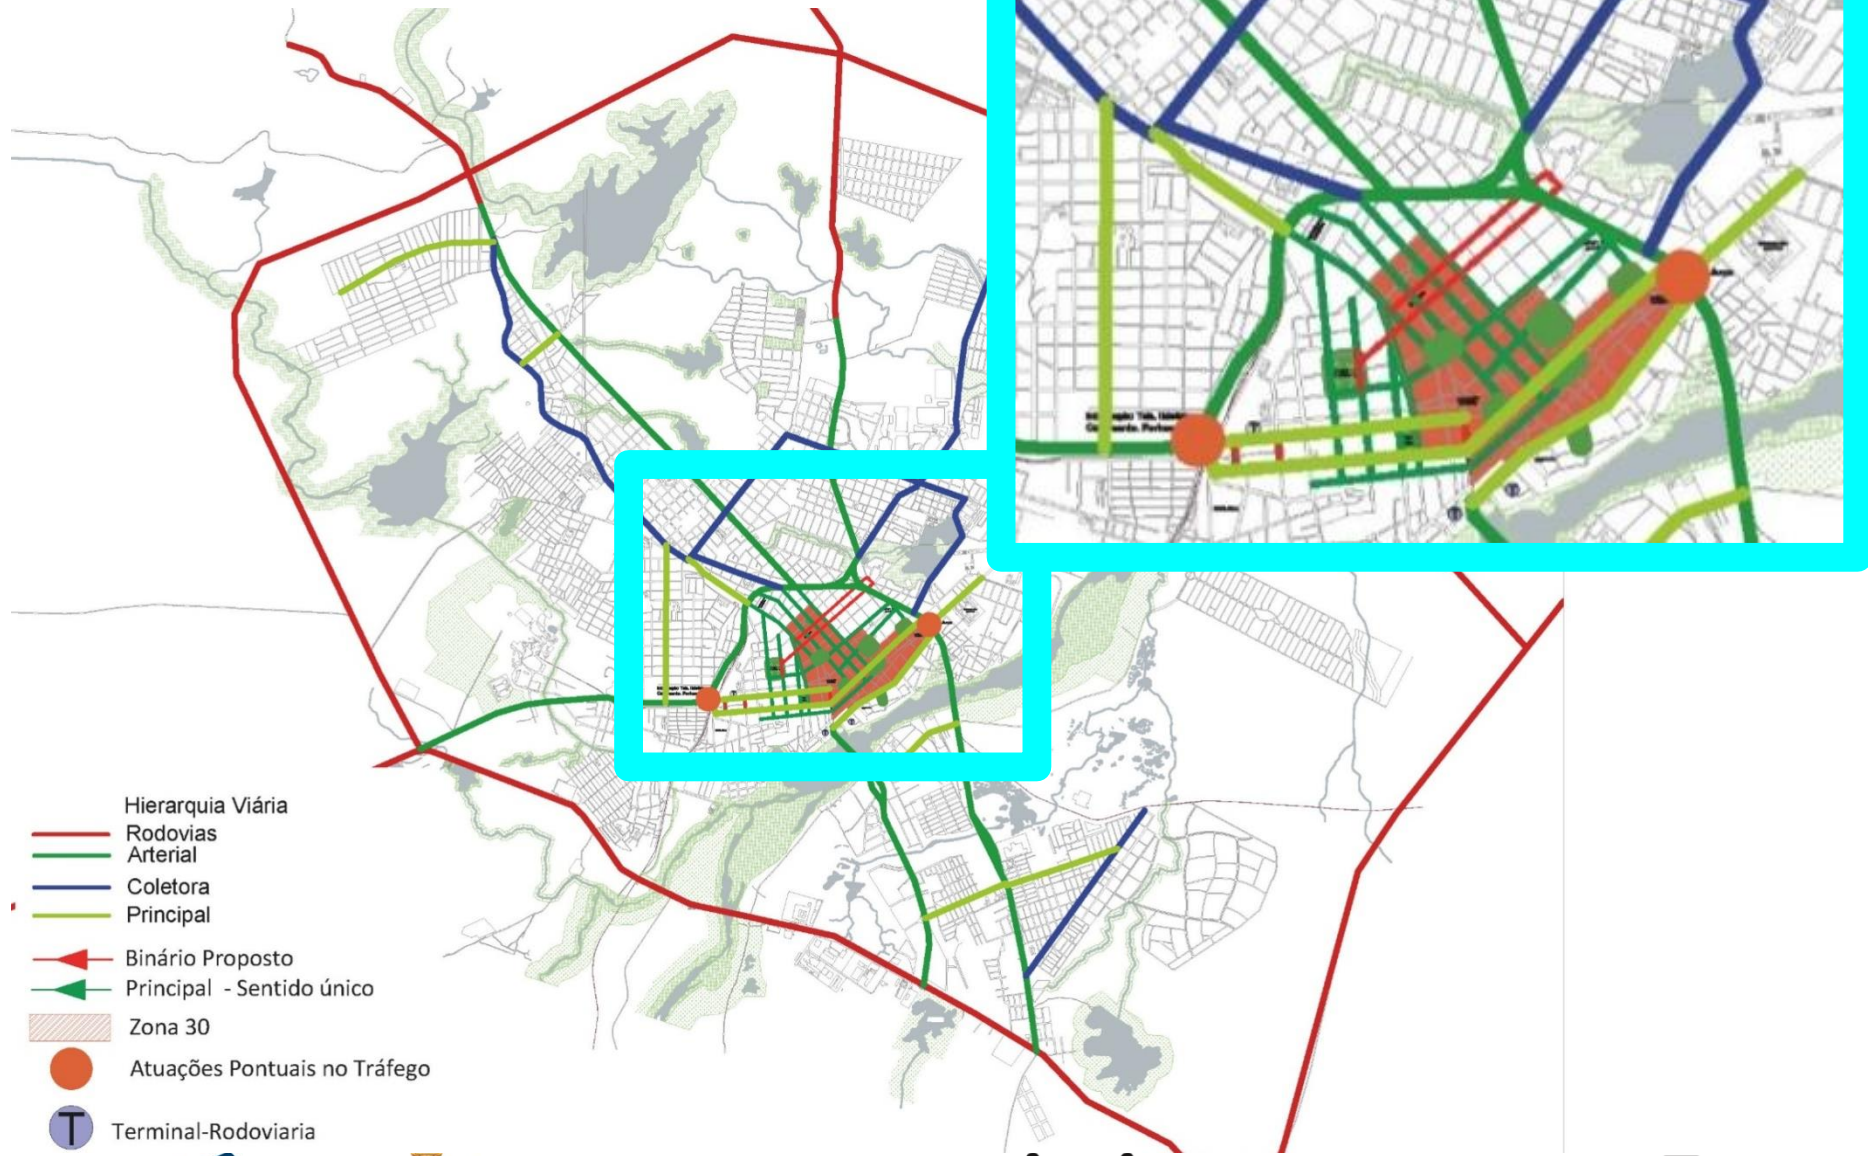 Hierarquia Viária
Rodovias
Arterial
Coletora
Principal
Binário Proposto
Principal - Sentido único
Zona 30
Atuações Pontuais no Tráfego
T
Terminal-Rodoviaria